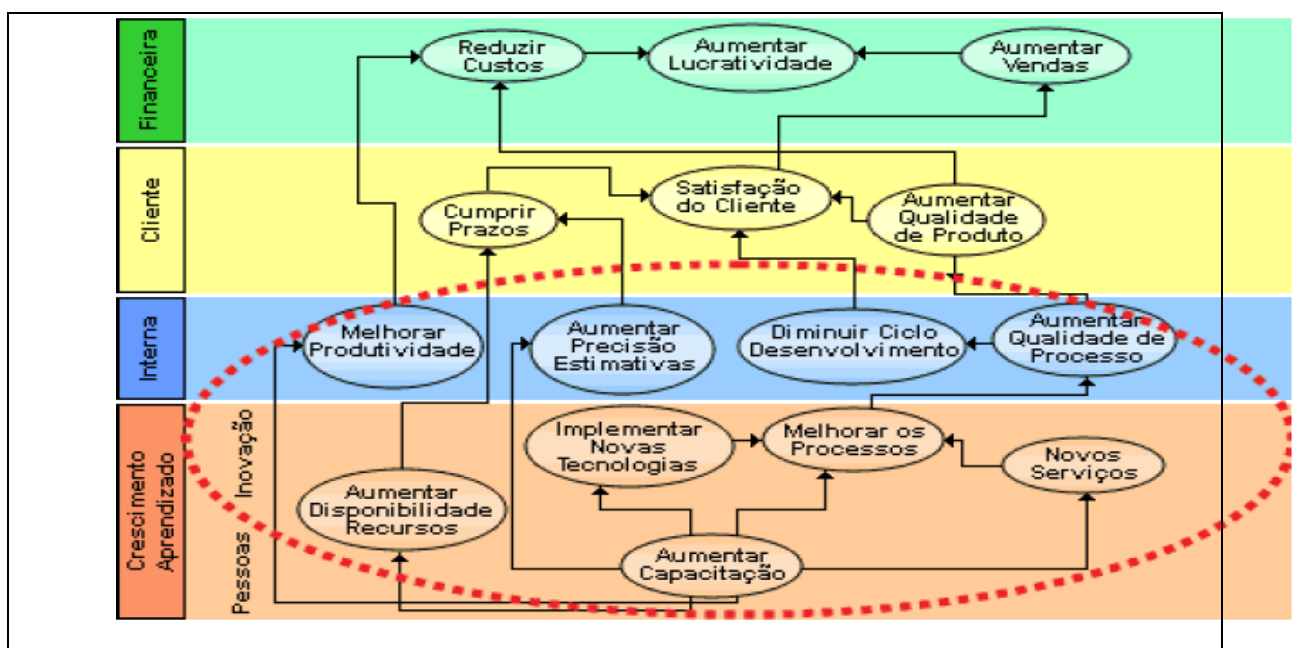 Financeira
Reduzir
Custos
Aumentar
Lucratividade
Aumentar
Vendas
Cliente
Cumprir
Prazos
Satisfação
do Cliente
Aumentar
Qualidade
de Produto
Interna
Melhorar
Produtividade
Aumentar
Precisão
Estimativas
Diminuir Ciclo
Desenvolvimento
Aumentar
Qualidade de
Processo
Crescimento
Aprendizado
Inovação
Pessoas
Aumentar
Disponibilidade
Recursos
Implementar
Novas
Tecnologias
Melhorar os
Processos
Novos
Serviços
Aumentar
Capacitação